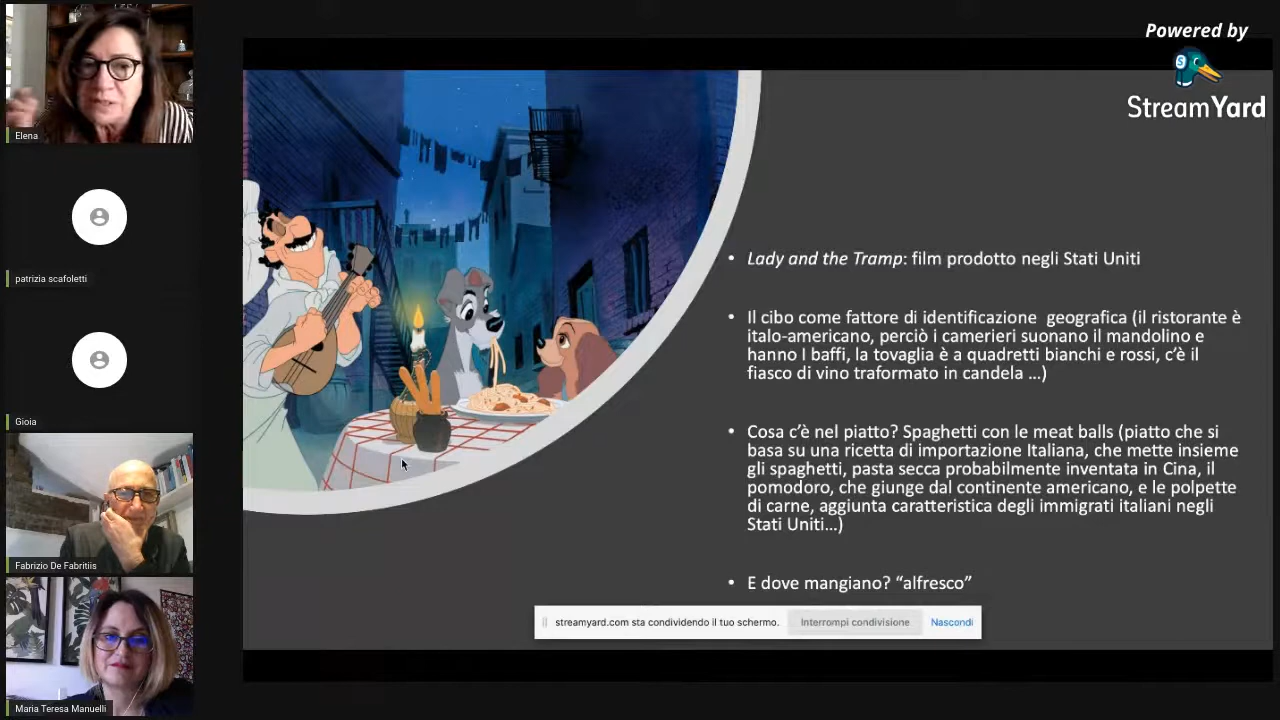 Powered by
StreamYard
Elena
patrizia scafoletti
Gioia
Fabrizio De Fabritiis
Maria Teresa Manuelli
• Lady and the Tramp: film prodotto negli Stati Uniti
• Il cibo come fattore di identificazione geografica (il ristorante è
italo-americano, perciò i camerieri suonano il mandolino e
hanno I baffi, la tovaglia è a quadretti bianchi e rossi, c’è il
fiasco di vino traformato in candela ...)
• Cosa c’è nel piatto? Spaghetti con le meat balls (piatto che si
basa su una ricetta di importazione Italiana, che mette insieme
gli spaghetti, pasta secca probabilmente inventata in Cina, il
pomodoro, che giunge dal continente americano, e le polpette
di carne, aggiunta caratteristica degli immigrati italiani negli
Stati Uniti...)
• E dove mangiano? “alfresco”
streamyard.com sta condividendo il tuo schermo.
Interrompi condivisione
Nascondi